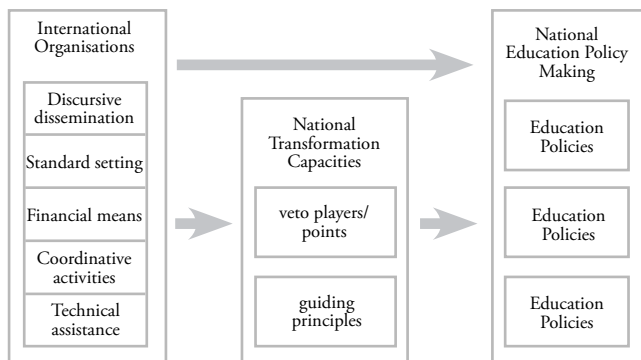 International
Organisations
Discursive
dissemination
Standard setting
Financial means
Coordinative
activities
Technical
assistance
National
Transformation
Capacities
veto players/
points
guiding
principles
National
Education Policy
Making
Education
Policies
Education
Policies
Education
Policies